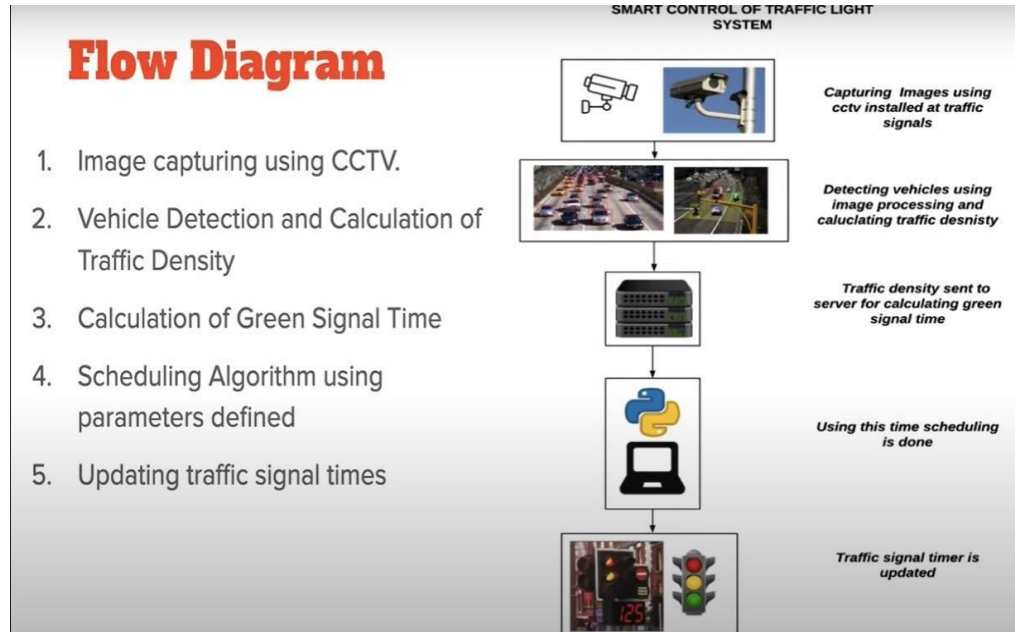 Flow Diagram
1. Image capturing using CCTV.
2. Vehicle Detection and Calculation of
Traffic Density
3. Calculation of Green Signal Time
4. Scheduling Algorithm using
parameters defined
5. Updating traffic signal times
SMART CONTROL OF TRAFFIC LIGHT
SYSTEM
Capturing Images using
cctv installed at traffic
signals
Detecting vehicles using
image processing and
caluclating traffic desnisty
Traffic density sent to
server for calculating green
signal time
Using this time scheduling
is done
Traffic signal timer is
updated
125